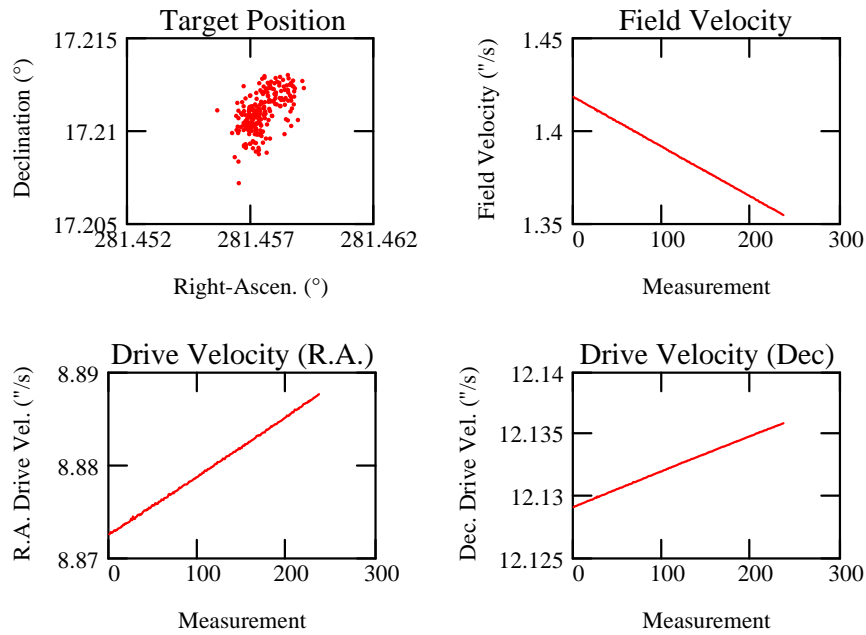 Target Position
17.215
17.21
17.205
Declination (°)
281.452 281.457 281.462
Right-Ascen. (°)
Field Velocity
1.45
1.4
1.35
Field Velocity ("/s)
0 100 200 300
Measurement
Drive Velocity (R.A.)
8.89
8.88
8.87
R.A. Drive Vel. ("/s)
0 100 200 300
Measurement
Drive Velocity (Dec)
12.14
12.135
12.13
12.125
Dec. Drive Vel. ("/s)
0 100 200 300
Measurement